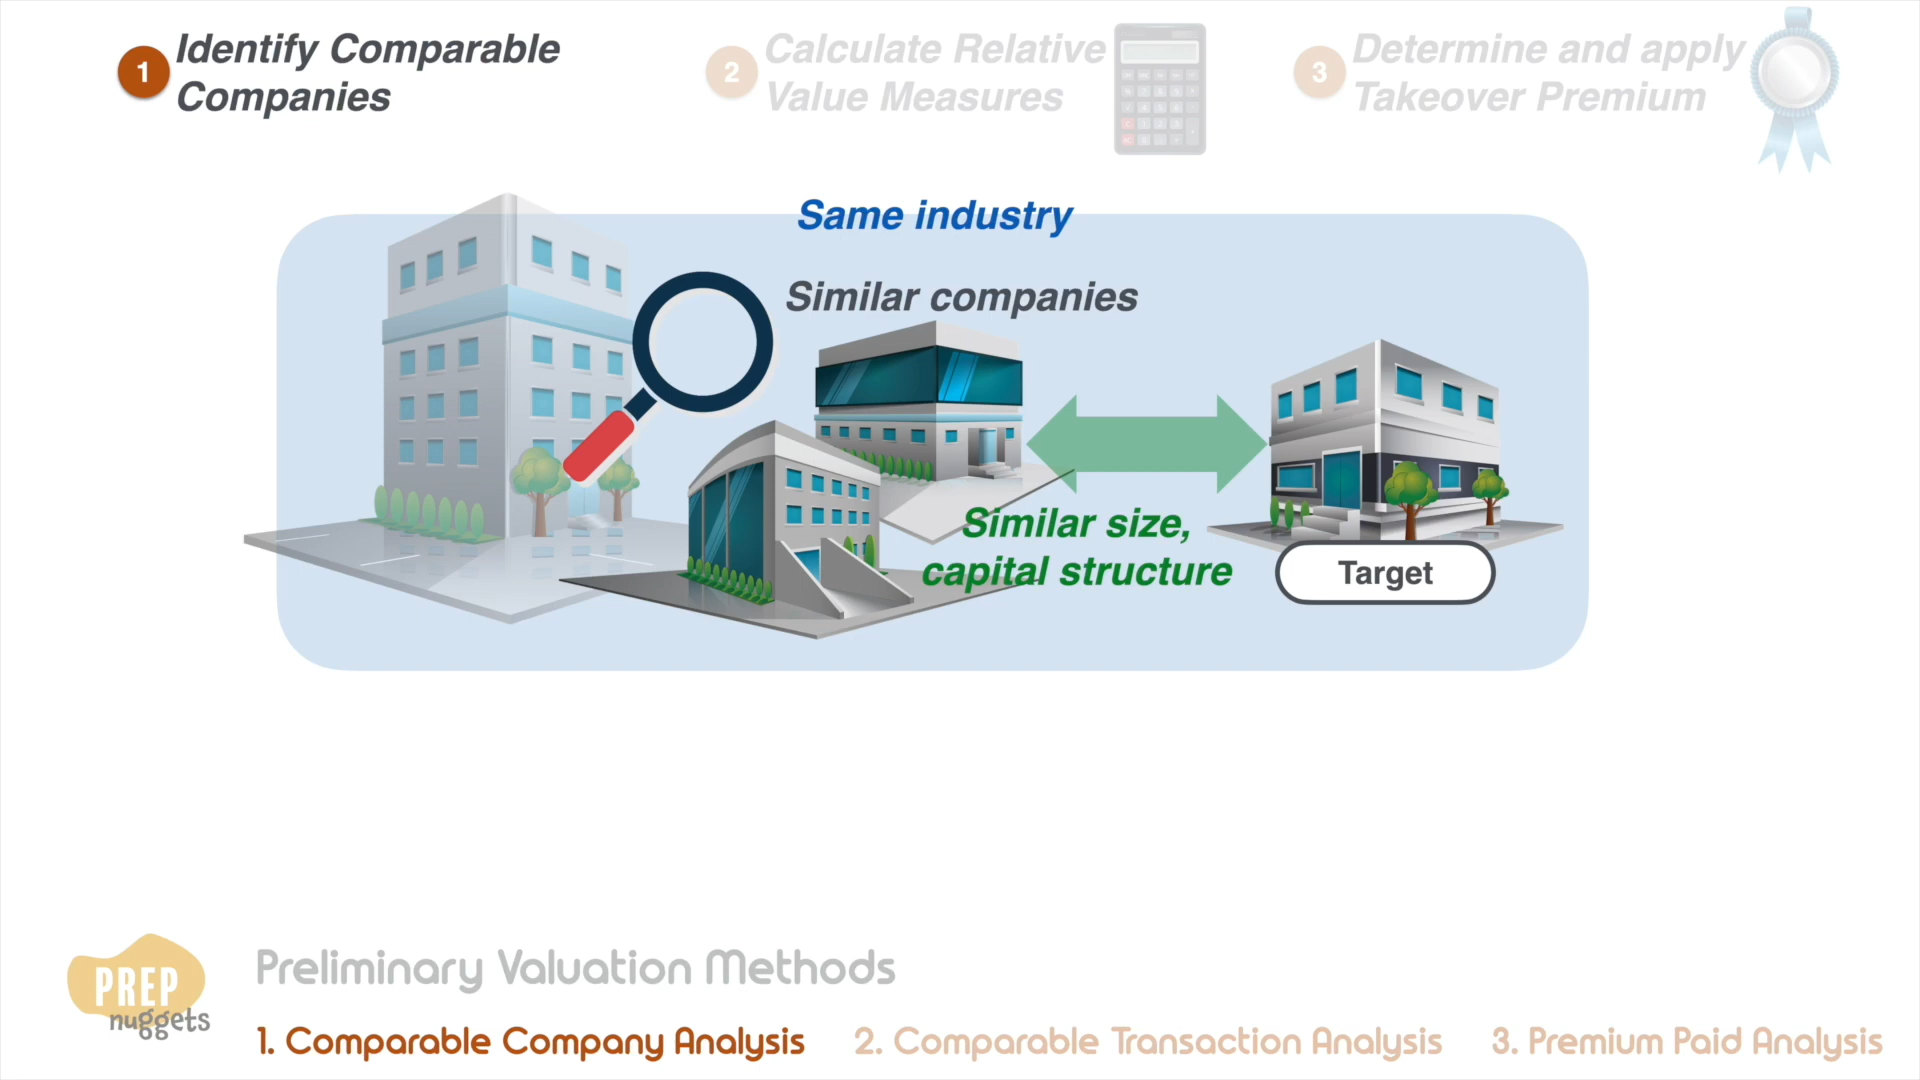 1
Identify Comparable
Companies
2
Calculate Relative
Value Measures
3
Determine and apply
Takeover Premium
Same industry
Similar companies
Similar size,
capital structure
Target
PREP
nuggets
Preliminary Valuation Methods
1. Comparable Company Analysis
2. Comparable Transaction Analysis
3. Premium Paid Analysis